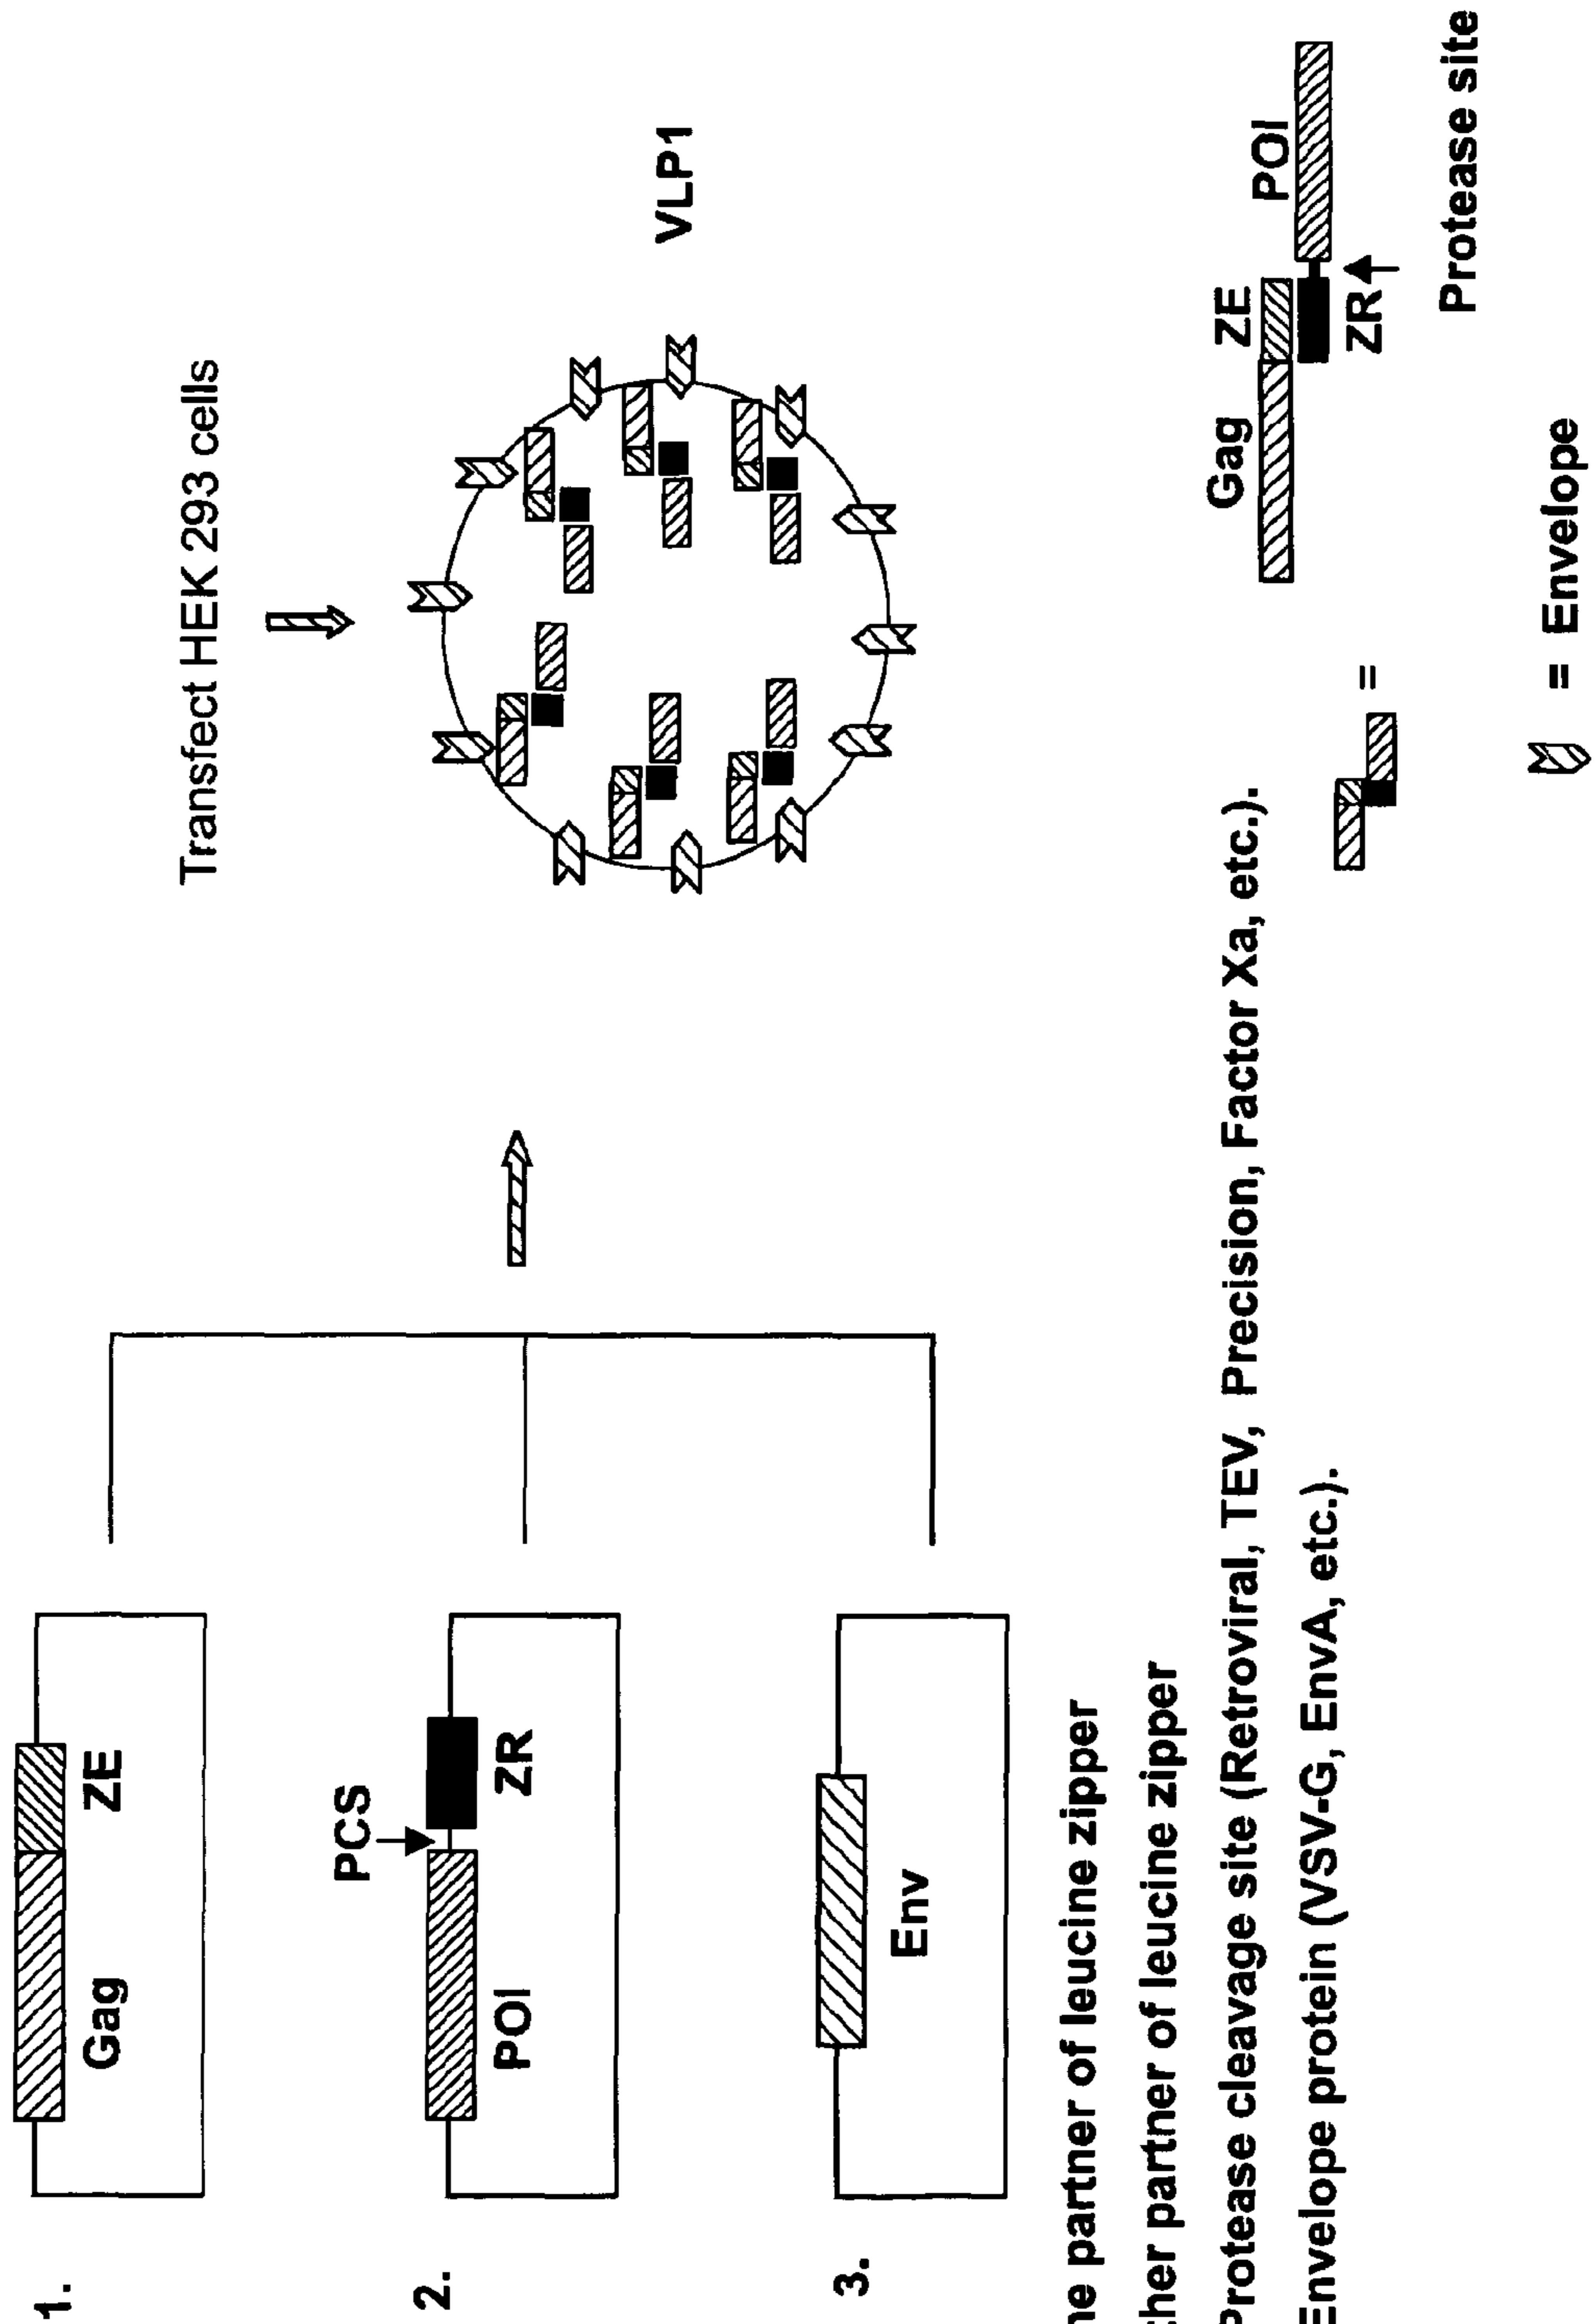 1.
Gag ZE
2.
PCS
POI ZR
3.
Env
Transfect HEK 293 cells
VLP1
partner of leucine zipper
partner of leucine zipper
Protease cleavage site (Retroviral, TEV, Precision, Factor Xa, etc.).
Envelope protein (VSV-G, EnvA, etc.).
=
Gag ZE
POI
ZR
Protease site
= Envelope